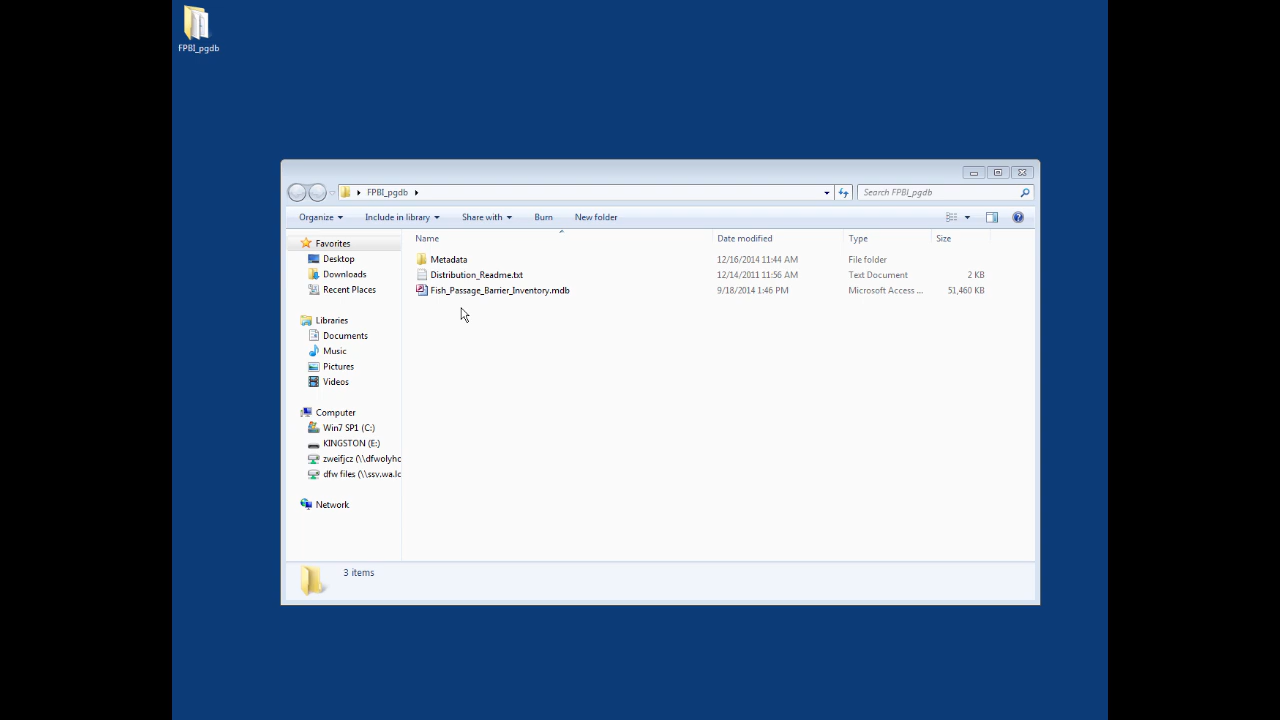 FPBI_pgdb
FPBI_pgdb
Search FPBI_pgdb
Organize Include in library Share with Burn New folder
Name Date modified Type Size
Favorites
Desktop
Downloads
Recent Places
Libraries
Documents
Music
Pictures
Videos
Computer
Win7 SP1 (C:)
KINGSTON (E:)
zweifjcz (\\dfwolyhc
dfw files (\\ssv.wa.lc
Network
Metadata 12/16/2014 11:44 AM File folder
Distribution_Readme.txt 12/14/2011 11:56 AM Text Document 2 KB
Fish_Passage_Barrier_Inventory.mdb 9/18/2014 1:46 PM Microsoft Access ... 51,460 KB
3 items